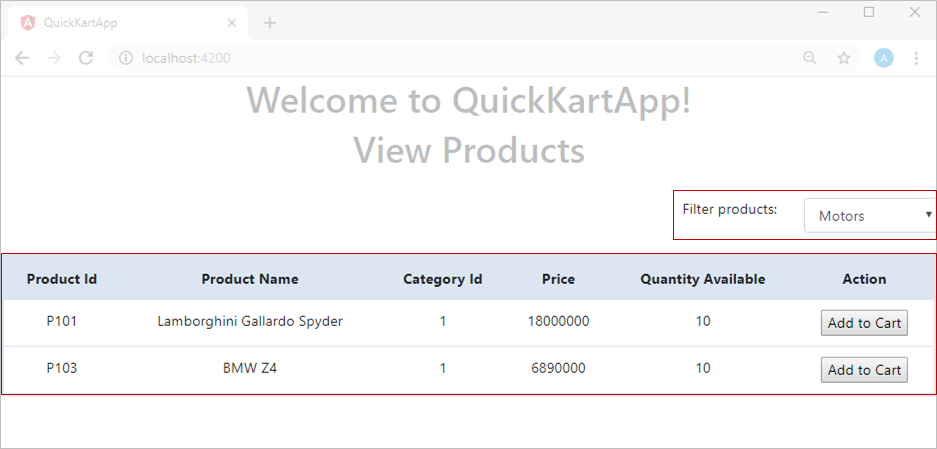 QuickKartApp
localhost:4200
A
Welcome to QuickKartApp!
View Products
Filter products: Motors
Product Id Product Name Category Id Price Quantity Available Action
P101 Lamborghini Gallardo Spyder 1 18000000 10 Add to Cart
P103 BMW Z4 1 6890000 10 Add to Cart